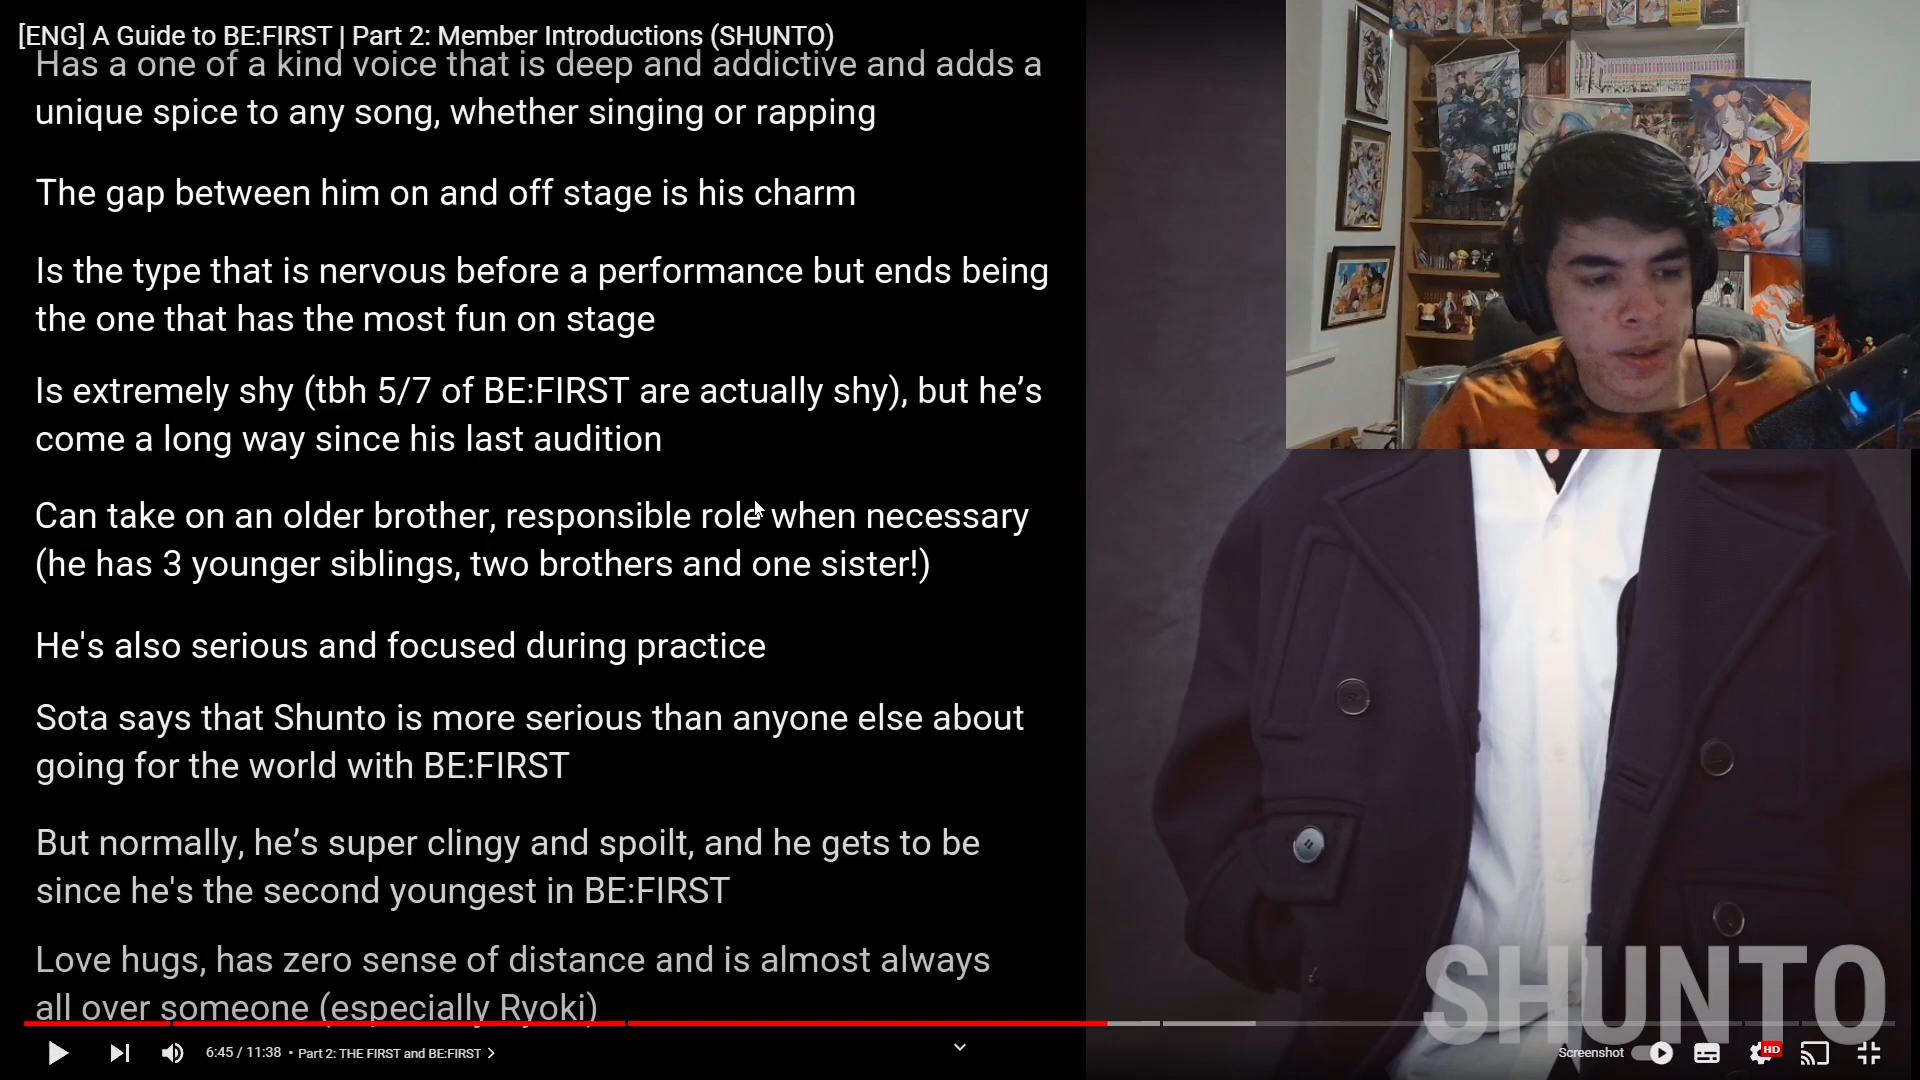 [ENG] A Guide to BE:FIRST | Part 2: Member Introductions (SHUNTO)
Has a one of a kind voice that is deep and addictive and adds a
unique spice to any song, whether singing or rapping
The gap between him on and off stage is his charm
Is the type that is nervous before a performance but ends being
the one that has the most fun on stage
Is extremely shy (tbh 5/7 of BE:FIRST are actually shy), but he’s
come a long way since his last audition
Can take on an older brother, responsible role when necessary
(he has 3 younger siblings, two brothers and one sister!)
He's also serious and focused during practice
Sota says that Shunto is more serious than anyone else about
going for the world with BE:FIRST
But normally, he’s super clingy and spoilt, and he gets to be
since he's the second youngest in BE:FIRST
Love hugs, has zero sense of distance and is almost always
all over someone (especially Ryoki)
ATTACK
ON
SHUNTO
6:45 / 11:38 • Part 2: THE FIRST and BE:FIRST
Screenshot
HD